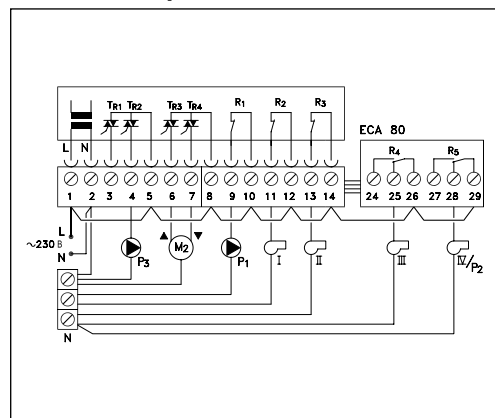 TR1 TR2 TR3 TR4 R1 R2 R3
ECA 80
L N
R4 R5
1 2 3 4 5 6 7 8 9 10 11 12 13 14
24 25 26 27 28 29
L
~230 В
N
P3 M2 P1 I II III IV/P2
N